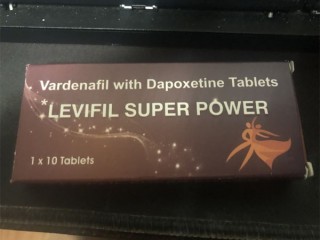 Vardenafil with Dapoxetine Tablets
*LEVIFIL SUPER POWER
1 x 10 Tablets